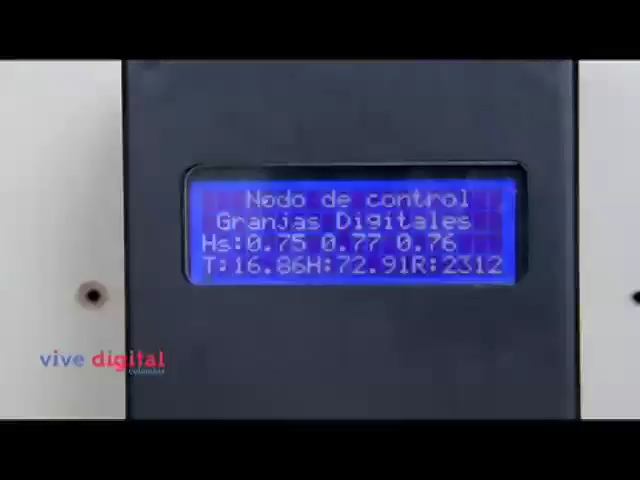 Nodo de control
Granjas Digitales
Hs:0.75 0.77 0.76
T:16.86H:72.91R:2312
vive digital
Colombia